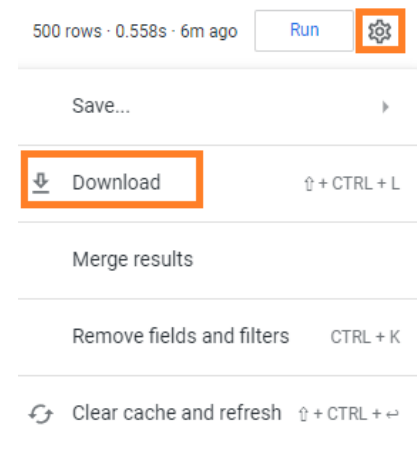 500 rows · 0.558s · 6m ago Run
Save...
Download ⇧ + CTRL + L
Merge results
Remove fields and filters CTRL + K
Clear cache and refresh ⇧ + CTRL + ↩